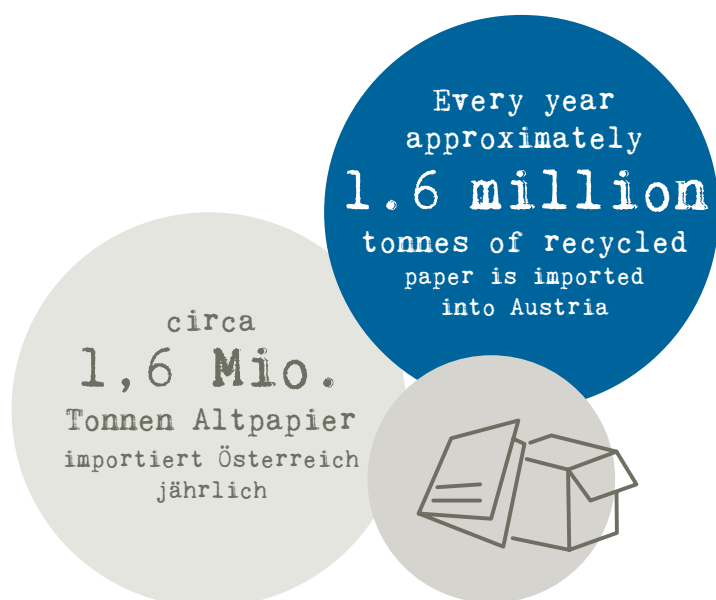 Every year
approximately
1.6 million
tonnes of recycled
paper is imported
into Austria
circa
1,6 Mio.
Tonnen Altpapier
importiert Österreich
jährlich